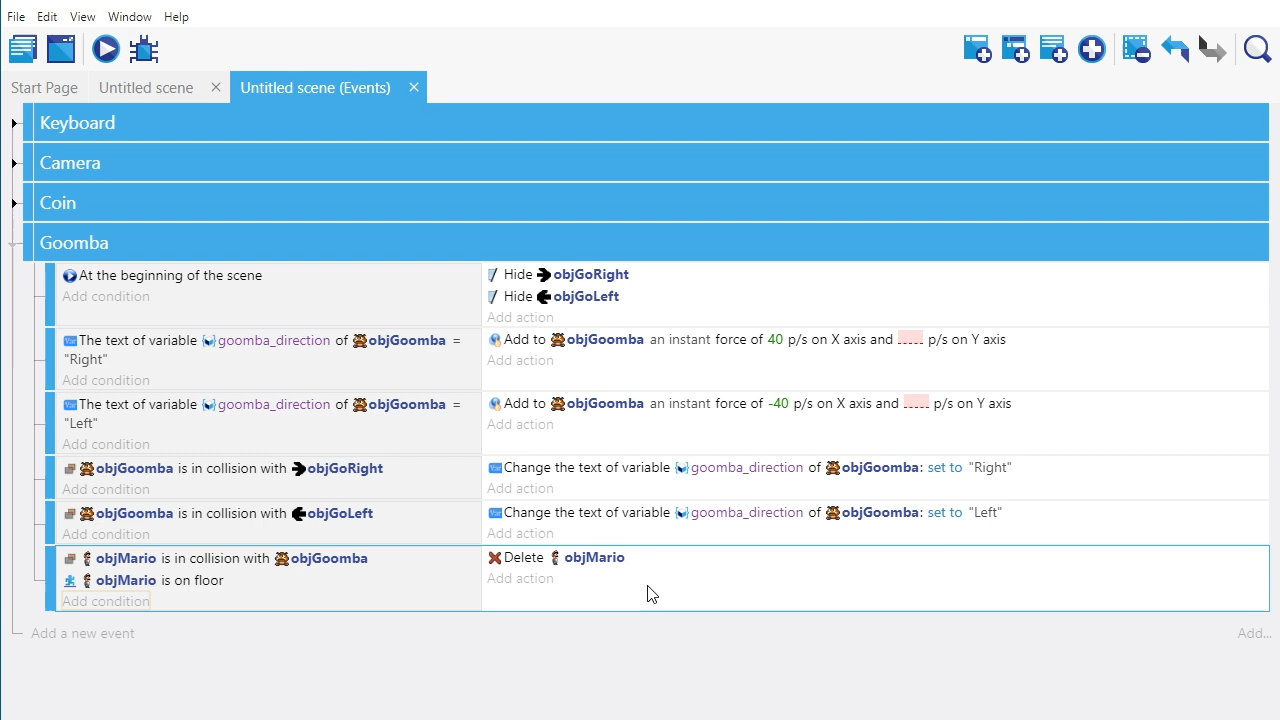 File Edit View Window Help
Start Page Untitled scene × Untitled scene (Events) ×
Keyboard
Camera
Coin
Goomba
At the beginning of the scene
Add condition
Hide objGoRight
Hide objGoLeft
Add action
The text of variable goomba_direction of objGoomba =
"Right"
Add condition
Add to objGoomba an instant force of 40 p/s on X axis and ..... p/s on Y axis
Add action
The text of variable goomba_direction of objGoomba =
"Left"
Add condition
Add to objGoomba an instant force of -40 p/s on X axis and ..... p/s on Y axis
Add action
objGoomba is in collision with objGoRight
Add condition
Change the text of variable goomba_direction of objGoomba: set to "Right"
Add action
objGoomba is in collision with objGoLeft
Add condition
Change the text of variable goomba_direction of objGoomba: set to "Left"
Add action
objMario is in collision with objGoomba
objMario is on floor
Add condition
Delete objMario
Add action
Add a new event
Add...